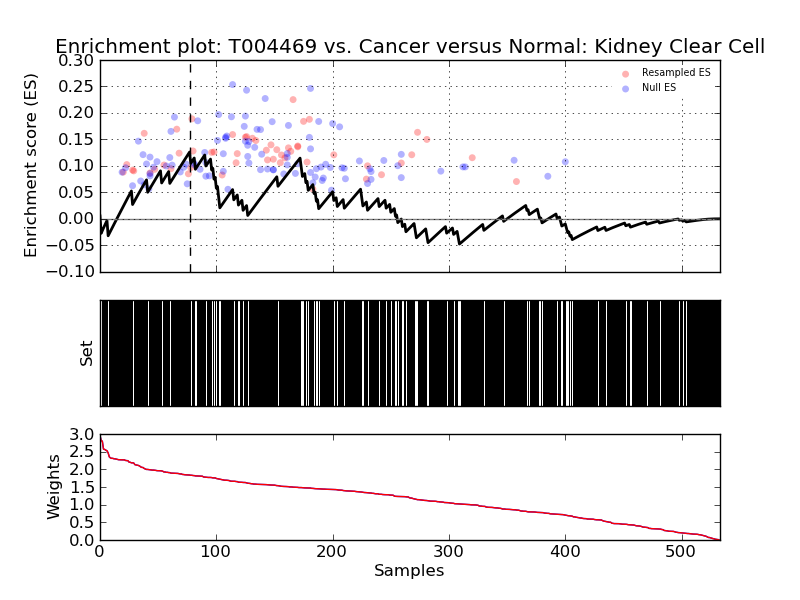 Enrichment plot: T004469 vs. Cancer versus Normal: Kidney Clear Cell
Enrichment score (ES)
0.30
0.25
0.20
0.15
0.10
0.05
0.00
−0.05
−0.10
Resampled ES
Null ES
Set
Weights
3.0
2.5
2.0
1.5
1.0
0.5
0.0
0 100 200 300 400 500
Samples